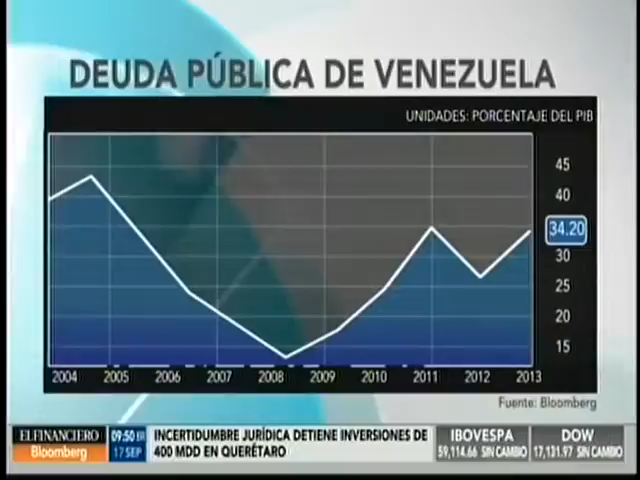 DEUDA PÚBLICA DE VENEZUELA
UNIDADES: PORCENTAJE DEL PIB
45
40
34.20
30
25
20
15
2004 2005 2006 2007 2008 2009 2010 2011 2012 2013
Fuente: Bloomberg
EL FINANCIERO
Bloomberg
09:50
17 SEP
INCERTIDUMBRE JURÍDICA DETIENE INVERSIONES DE
400 MDD EN QUERÉTARO
IBOVESPA
59,114.66 SIN CAMBIO
DOW
17,131.97 SIN CAMBIO